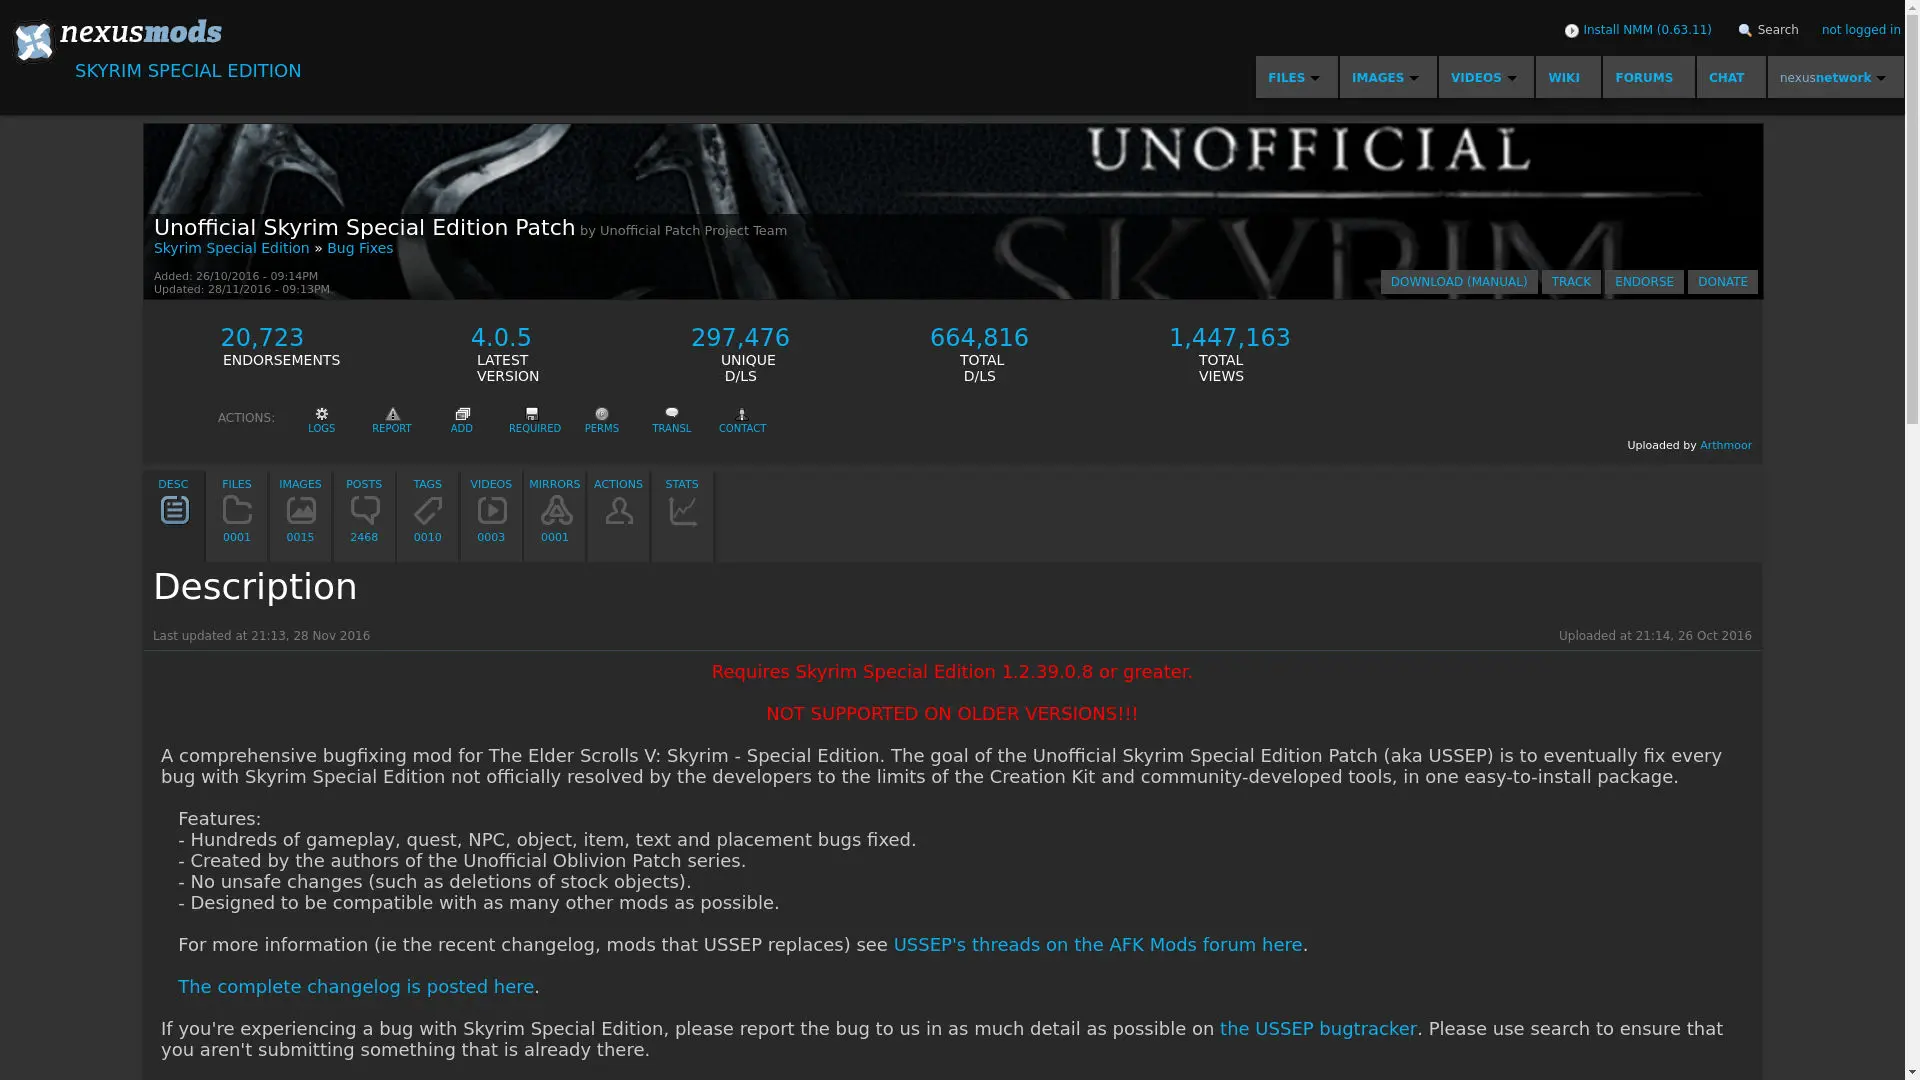 nexusmods
SKYRIM SPECIAL EDITION
Install NMM (0.63.11) Search not logged in
FILES IMAGES VIDEOS WIKI FORUMS CHAT nexusnetwork
UNOFFICIAL
SKYRIM
Unofficial Skyrim Special Edition Patch by Unofficial Patch Project Team
Skyrim Special Edition » Bug Fixes
Added: 26/10/2016 - 09:14PM
Updated: 28/11/2016 - 09:13PM
DOWNLOAD (MANUAL) TRACK ENDORSE DONATE
20,723 4.0.5 297,476 664,816 1,447,163
ENDORSEMENTS LATEST UNIQUE TOTAL TOTAL
VERSION D/LS D/LS VIEWS
ACTIONS: LOGS REPORT ADD REQUIRED PERMS TRANSL CONTACT
Uploaded by Arthmoor
DESC FILES IMAGES POSTS TAGS VIDEOS MIRRORS ACTIONS STATS
0001 0015 2468 0010 0003 0001
Description
Last updated at 21:13, 28 Nov 2016 Uploaded at 21:14, 26 Oct 2016
Requires Skyrim Special Edition 1.2.39.0.8 or greater.
NOT SUPPORTED ON OLDER VERSIONS!!!
A comprehensive bugfixing mod for The Elder Scrolls V: Skyrim - Special Edition. The goal of the Unofficial Skyrim Special Edition Patch (aka USSEP) is to eventually fix every
bug with Skyrim Special Edition not officially resolved by the developers to the limits of the Creation Kit and community-developed tools, in one easy-to-install package.
Features:
- Hundreds of gameplay, quest, NPC, object, item, text and placement bugs fixed.
- Created by the authors of the Unofficial Oblivion Patch series.
- No unsafe changes (such as deletions of stock objects).
- Designed to be compatible with as many other mods as possible.
For more information (ie the recent changelog, mods that USSEP replaces) see USSEP's threads on the AFK Mods forum here.
The complete changelog is posted here.
If you're experiencing a bug with Skyrim Special Edition, please report the bug to us in as much detail as possible on the USSEP bugtracker. Please use search to ensure that
you aren't submitting something that is already there.